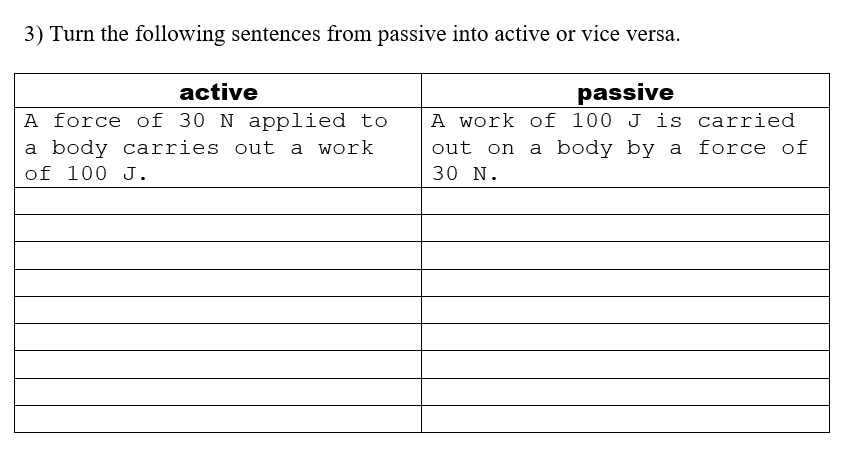 3) Turn the following sentences from passive into active or vice versa.
active
passive
A force of 30 N applied to
a body carries out a work
of 100 J.
A work of 100 J is carried
out on a body by a force of
30 N.